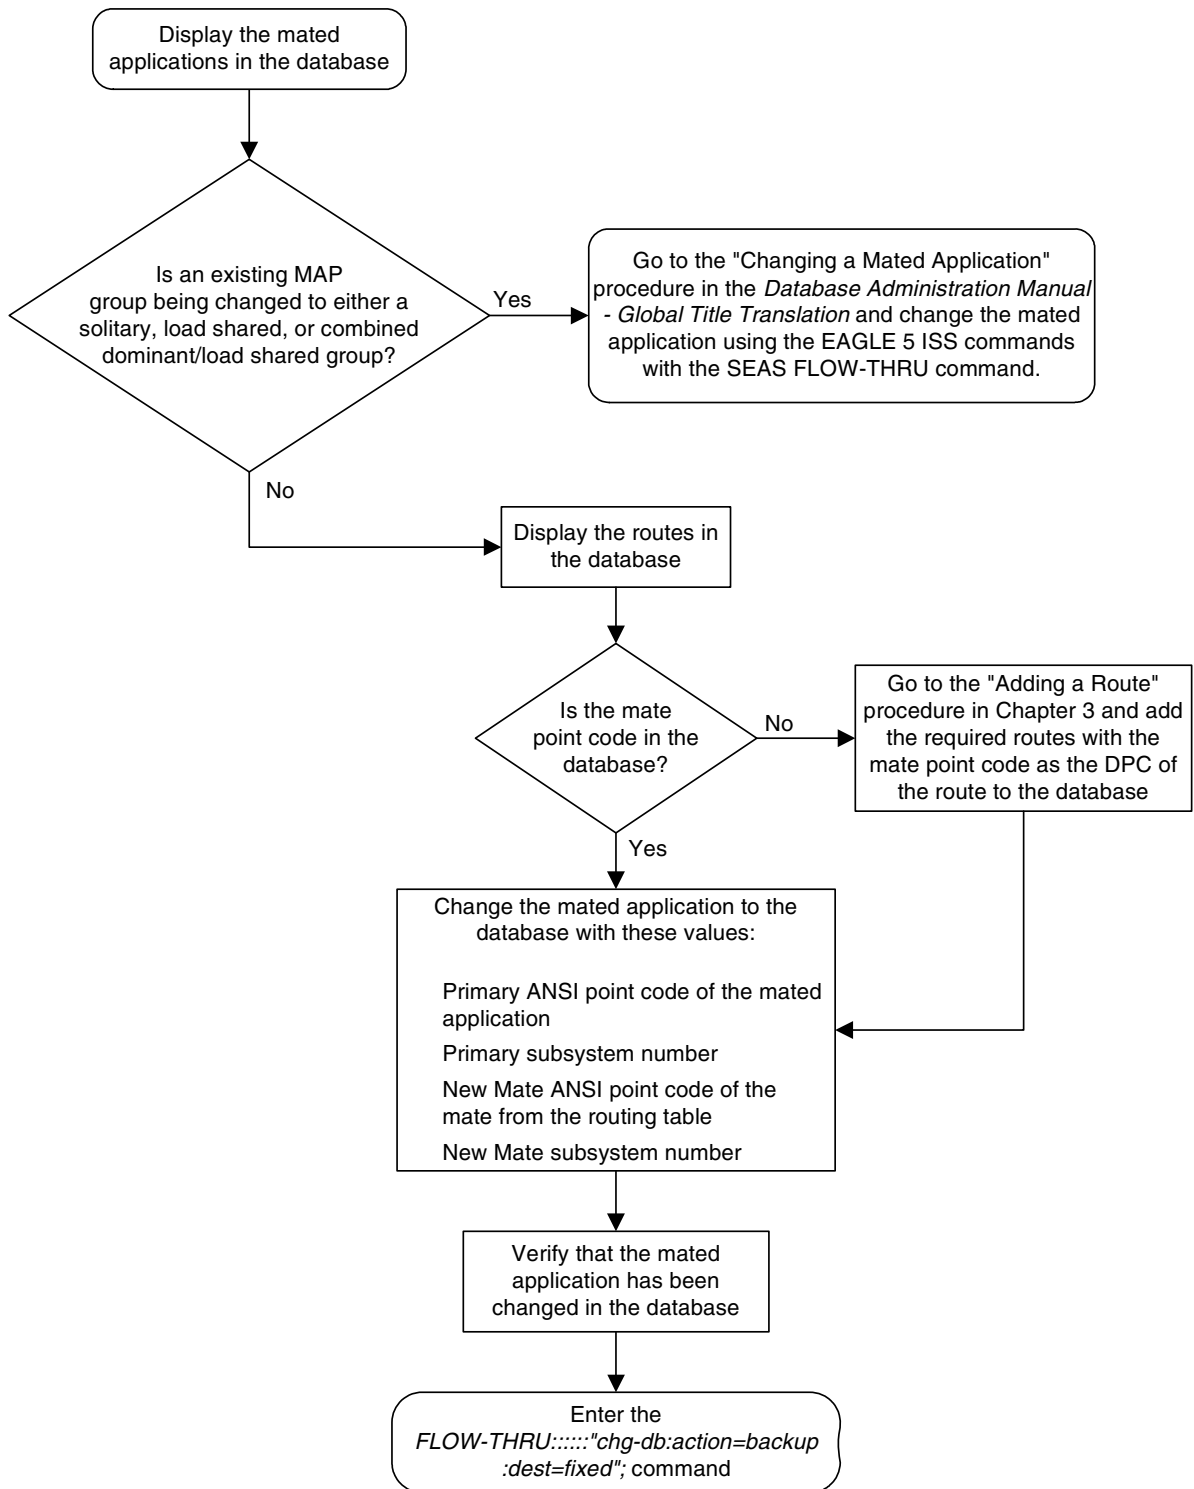 Display the mated
applications in the database
Is an existing MAP
group being changed to either a
solitary, load shared, or combined
dominant/load shared group?
Yes
Go to the "Changing a Mated Application"
procedure in the Database Administration Manual
- Global Title Translation and change the mated
application using the EAGLE 5 ISS commands
with the SEAS FLOW-THRU command.
No
Display the routes in
the database
Is the mate
point code in the
database?
No
Go to the "Adding a Route"
procedure in Chapter 3 and add
the required routes with the
mate point code as the DPC of
the route to the database
Yes
Change the mated application to the
database with these values:
Primary ANSI point code of the mated
application
Primary subsystem number
New Mate ANSI point code of the
mate from the routing table
New Mate subsystem number
Verify that the mated
application has been
changed in the database
Enter the
FLOW-THRU::::::"chg-db:action=backup
:dest=fixed"; command